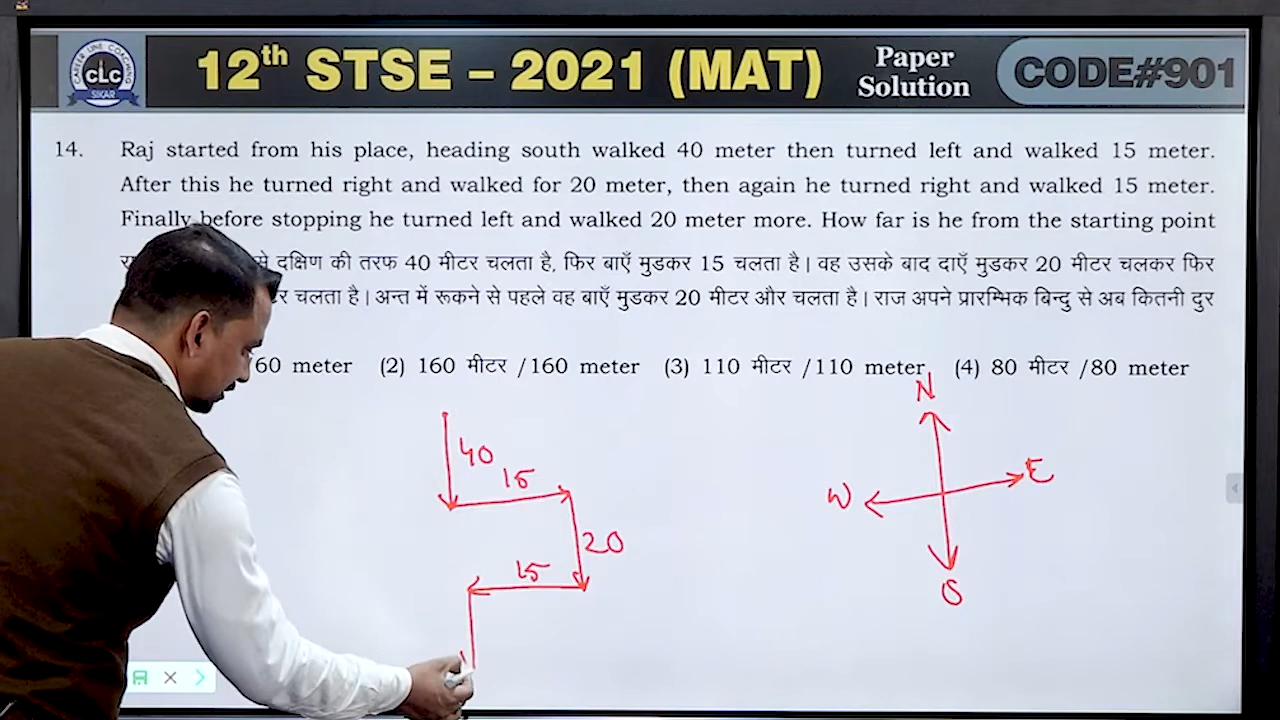 CAREER LINE COACHING
CLC
SIKAR
12th STSE – 2021 (MAT)
Paper
Solution
CODE#901
14. Raj started from his place, heading south walked 40 meter then turned left and walked 15 meter.
After this he turned right and walked for 20 meter, then again he turned right and walked 15 meter.
Finally before stopping he turned left and walked 20 meter more. How far is he from the starting point
से दक्षिण की तरफ 40 मीटर चलता है, फिर बाएँ मुडकर 15 चलता है। वह उसके बाद दाएँ मुडकर 20 मीटर चलकर फिर
चलता है। अन्त में रूकने से पहले वह बाएँ मुडकर 20 मीटर और चलता है। राज अपने प्रारम्भिक बिन्दु से अब कितनी दुर
60 meter (2) 160 मीटर /160 meter (3) 110 मीटर /110 meter (4) 80 मीटर /80 meter
N
40
15
E
W
20
15
S